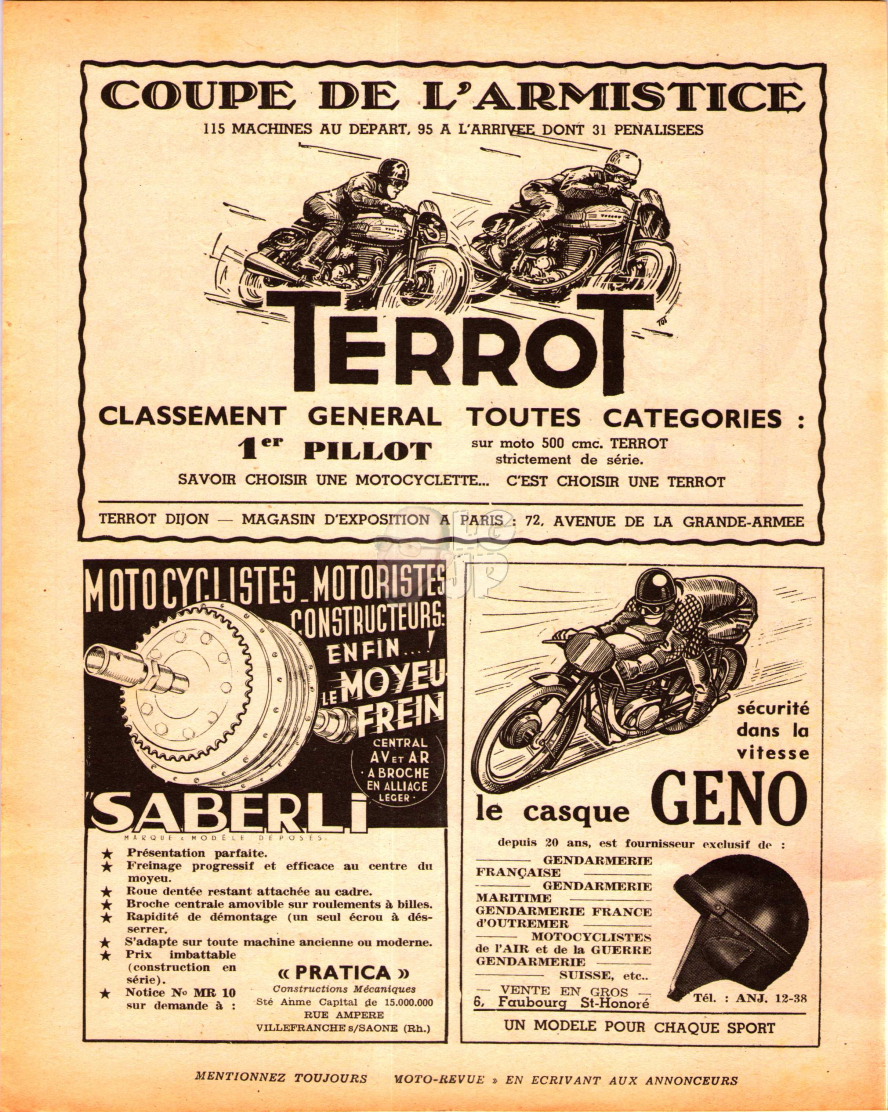 COUPE DE L'ARMISTICE
115 MACHINES AU DEPART, 95 A L'ARRIVEE DONT 31 PENALISEES
TERROT
CLASSEMENT GENERAL TOUTES CATEGORIES :
1er PILLOT
sur moto 500 cmc. TERROT
strictement de série.
SAVOIR CHOISIR UNE MOTOCYCLETTE... C'EST CHOISIR UNE TERROT
TERROT DIJON — MAGASIN D'EXPOSITION A PARIS : 72, AVENUE DE LA GRANDE-ARMEE
MOTOCYCLISTES_MOTORISTES
CONSTRUCTEURS:
ENFIN...!
LE MOYEU
FREIN
CENTRAL
AV ET AR
• A BROCHE
EN ALLIAGE
LEGER •
"SABERLI
MARQUE & MODÈLE DÉPOSÉS.
★ Présentation parfaite.
★ Freinage progressif et efficace au centre du
moyeu.
★ Roue dentée restant attachée au cadre.
★ Broche centrale amovible sur roulements à billes.
★ Rapidité de démontage (un seul écrou à des-
serrer.
★ S'adapte sur toute machine ancienne ou moderne.
★ Prix imbattable
(construction en
série).
★ Notice No MR 10
sur demande à :
« PRATICA »
Constructions Mécaniques
Sté Anme Capital de 15.000.000
RUE AMPERE
VILLEFRANCHE s/SAONE (Rh.)
sécurité
dans la
vitesse
le casque GENO
depuis 20 ans, est fournisseur exclusif de :
——— GENDARMERIE
FRANÇAISE ———
——— GENDARMERIE
MARITIME ———
GENDARMERIE FRANCE
d'OUTREMER ———
——— MOTOCYCLISTES
de l'AIR et de la GUERRE
GENDARMERIE ———
——— SUISSE, etc..
— VENTE EN GROS —
6, Faubourg St-Honoré
Tél. : ANJ. 12-38
UN MODELE POUR CHAQUE SPORT
MENTIONNEZ TOUJOURS MOTO-REVUE » EN ECRIVANT AUX ANNONCEURS